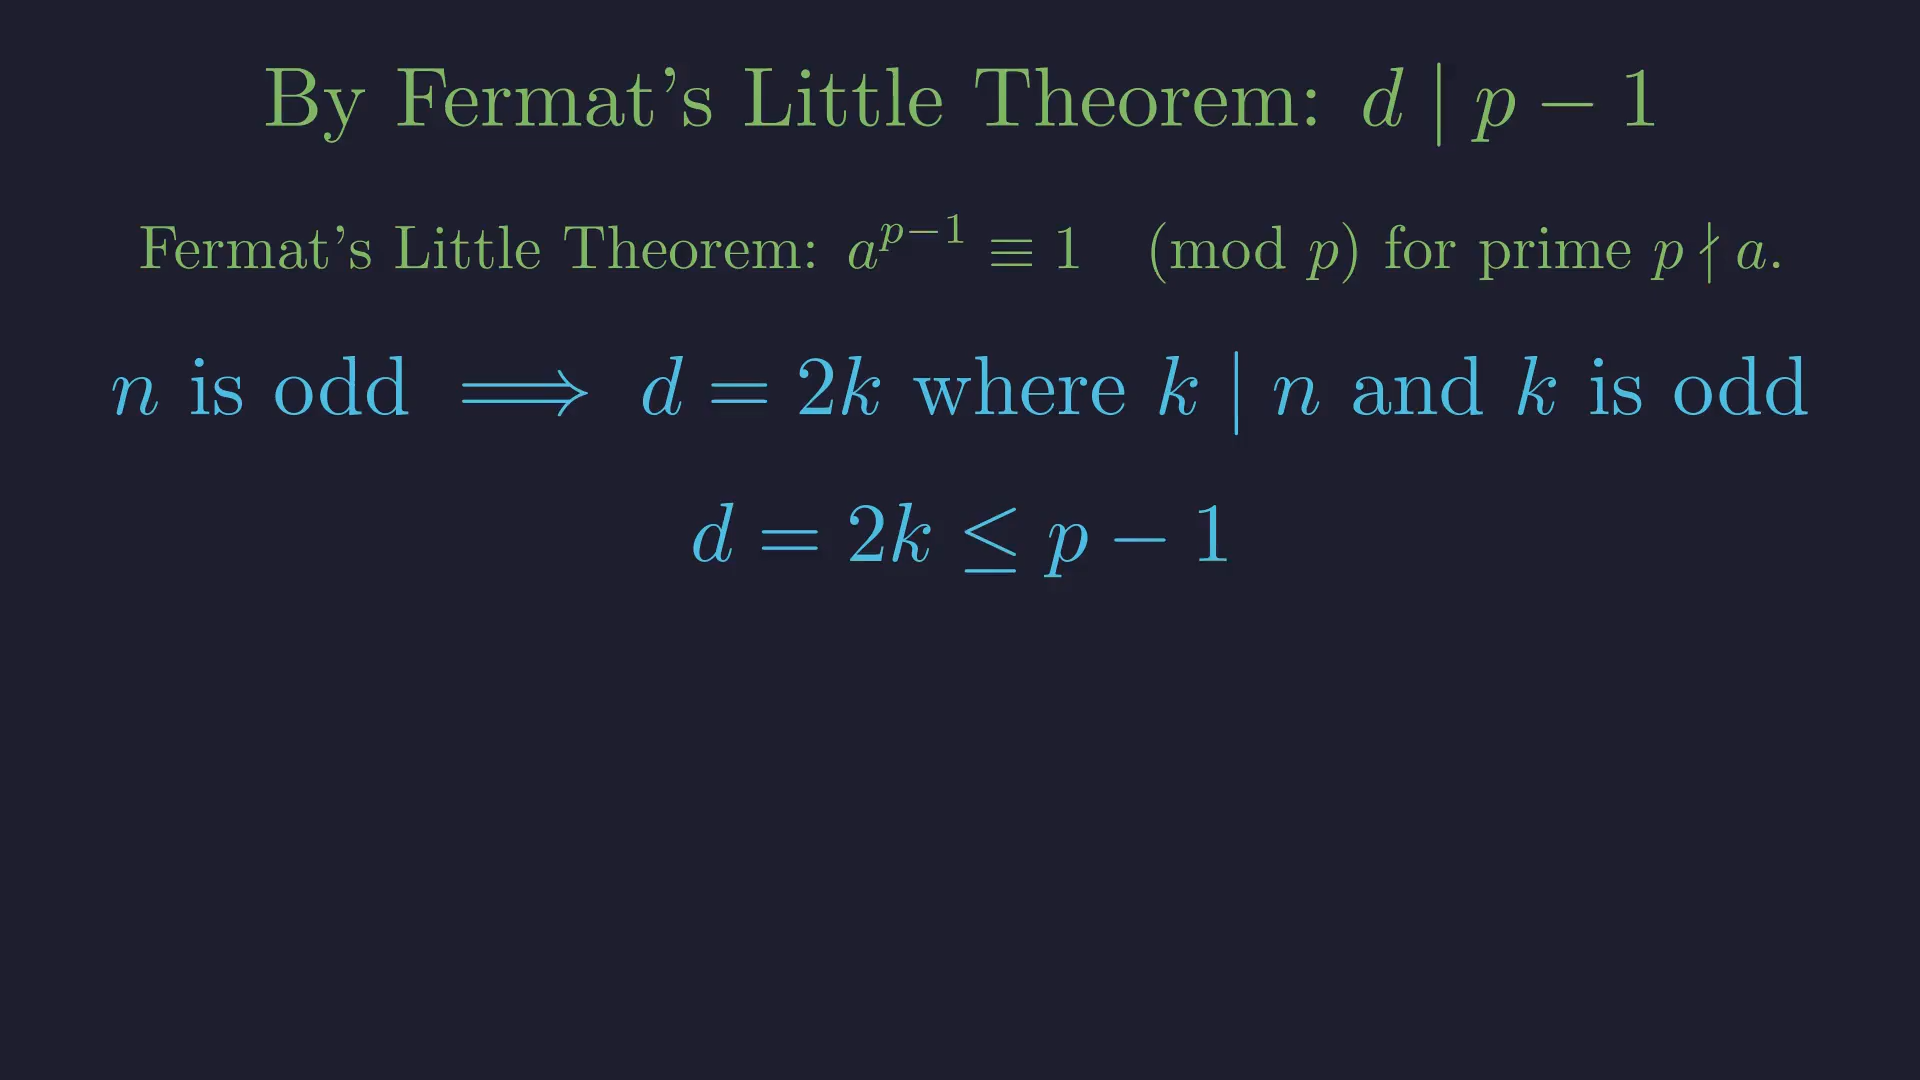 By Fermat's Little Theorem: d | p − 1
Fermat's Little Theorem: a^{p−1} ≡ 1 (mod p) for prime p ∤ a.
n is odd ⟹ d = 2k where k | n and k is odd
d = 2k ≤ p − 1